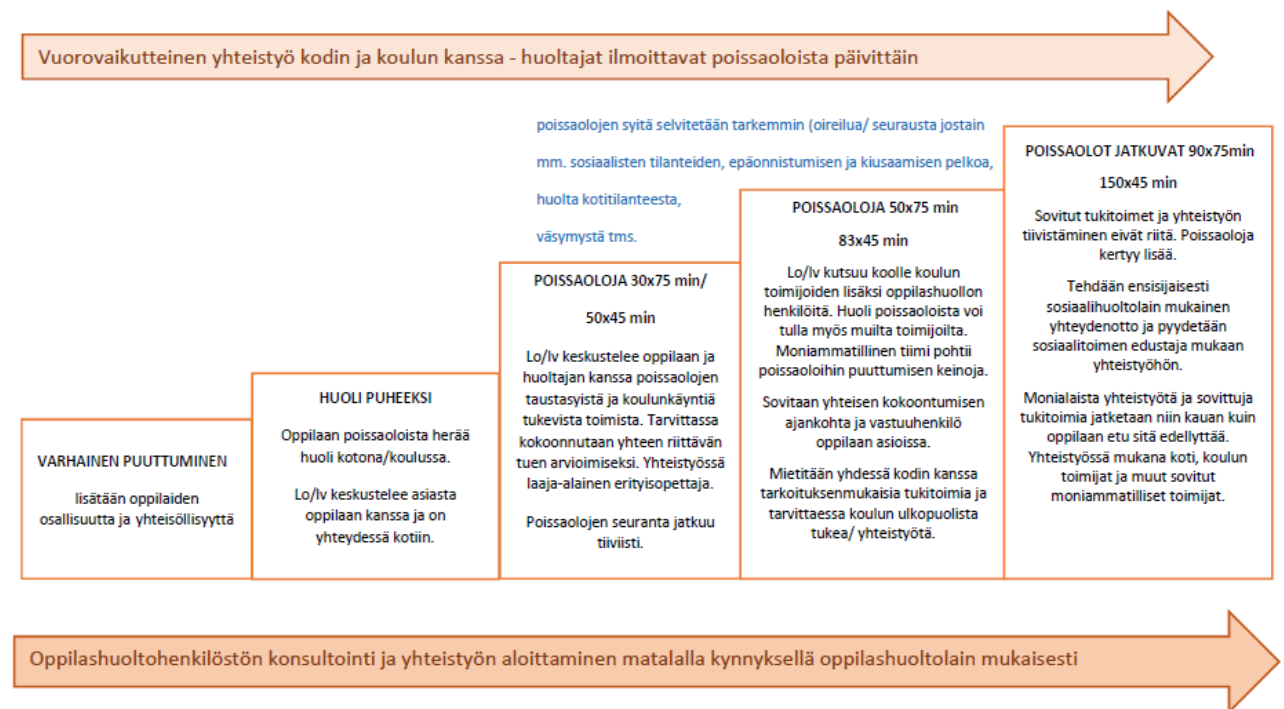 Vuorovaikutteinen yhteistyö kodin ja koulun kanssa - huoltajat ilmoittavat poissaoloista päivittäin
poissaolojen syitä selvitetään tarkemmin (oireilua/ seurausta jostain
mm. sosiaalisten tilanteiden, epäonnistumisen ja kiusaamisen pelkoa,
huolta kotitilanteesta,
väsymystä tms.
VARHAINEN PUUTTUMINEN
lisätään oppilaiden
osallisuutta ja yhteisöllisyyttä
HUOLI PUHEEKSI
Oppilaan poissaoloista herää
huoli kotona/koulussa.
Lo/lv keskustelee asiasta
oppilaan kanssa ja on
yhteydessä kotiin.
POISSAOLOJA 30x75 min/
50x45 min
Lo/lv keskustelee oppilaan ja
huoltajan kanssa poissaolojen
taustasyistä ja koulunkäyntiä
tukevista toimista. Tarvittassa
kokoonnutaan yhteen riittävän
tuen arvioimiseksi. Yhteistyössä
laaja-alainen erityisopettaja.
Poissaolojen seuranta jatkuu
tiiviisti.
POISSAOLOJA 50x75 min
83x45 min
Lo/lv kutsuu koolle koulun
toimijoiden lisäksi oppilashuollon
henkilöitä. Huoli poissaoloista voi
tulla myös muilta toimijoilta.
Moniammatillinen tiimi pohtii
poissaoloihin puuttumisen keinoja.
Sovitaan yhteisen kokoontumisen
ajankohta ja vastuuhenkilö
oppilaan asioissa.
Mietitään yhdessä kodin kanssa
tarkoituksenmukaisia tukitoimia ja
tarvittaessa koulun ulkopuolista
tukea/ yhteistyötä.
POISSAOLOT JATKUVAT 90x75min
150x45 min
Sovitut tukitoimet ja yhteistyön
tiivistäminen eivät riitä. Poissaoloja
kertyy lisää.
Tehdään ensisijaisesti
sosiaalihuoltolain mukainen
yhteydenotto ja pyydetään
sosiaalitoimen edustaja mukaan
yhteistyöhön.
Monialaista yhteistyötä ja sovittuja
tukitoimia jatketaan niin kauan kuin
oppilaan etu sitä edellyttää.
Yhteistyössä mukana koti, koulun
toimijat ja muut sovitut
moniammatilliset toimijat.
Oppilashuoltohenkilöstön konsultointi ja yhteistyön aloittaminen matalalla kynnyksellä oppilashuoltolain mukaisesti